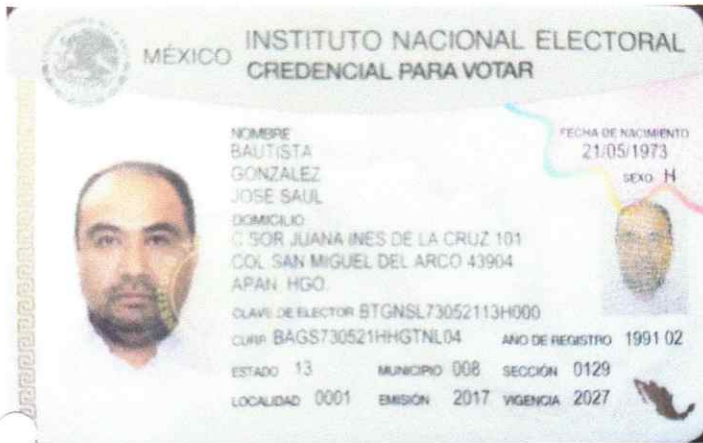 MÉXICO INSTITUTO NACIONAL ELECTORAL
CREDENCIAL PARA VOTAR
NOMBRE
BAUTISTA
GONZALEZ
JOSE SAUL
DOMICILIO
C SOR JUANA INES DE LA CRUZ 101
COL SAN MIGUEL DEL ARCO 43904
APAN, HGO.
FECHA DE NACIMIENTO
21/05/1973
SEXO H
CLAVE DE ELECTOR BTGNSL73052113H000
CURP BAGS730521HHGTNL04 AÑO DE REGISTRO 1991 02
ESTADO 13 MUNICIPIO 008 SECCIÓN 0129
LOCALIDAD 0001 EMISIÓN 2017 VIGENCIA 2027